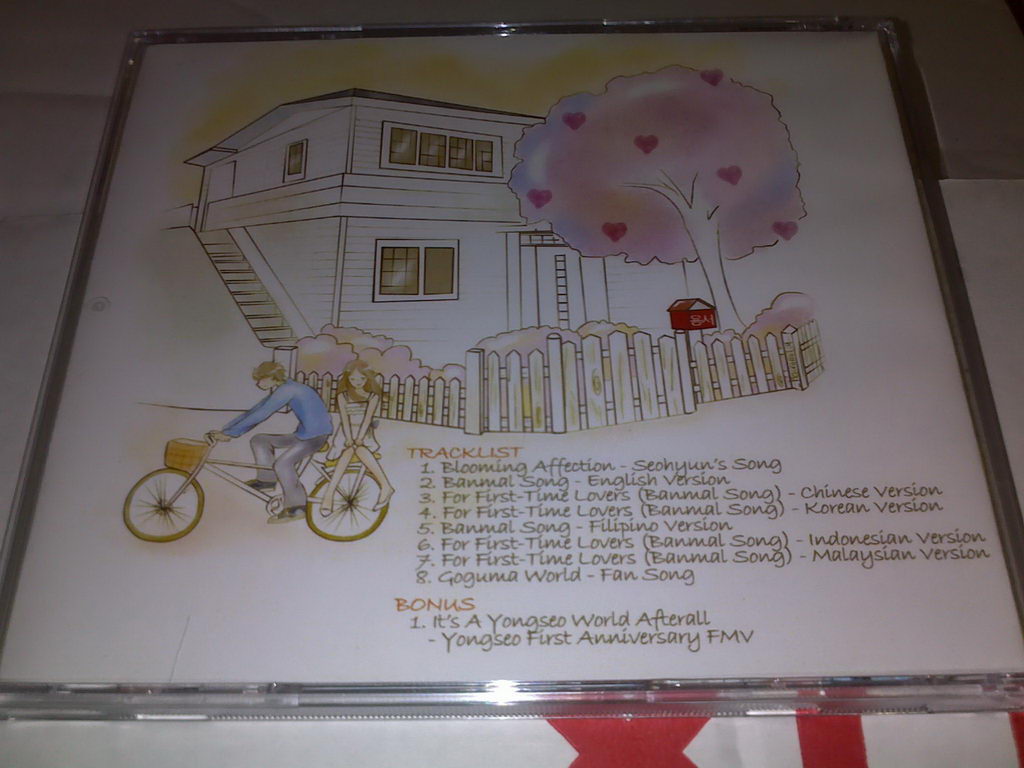 용서
TRACKLIST
1. Blooming Affection - Seohyun's Song
2. Banmal Song - English Version
3. For First-Time Lovers (Banmal Song) - Chinese Version
4. For First-Time Lovers (Banmal Song) - Korean Version
5. Banmal Song - Filipino Version
6. For First-Time Lovers (Banmal Song) - Indonesian Version
7. For First-Time Lovers (Banmal Song) - Malaysian Version
8. Goguma World - Fan Song
BONUS
1. It's A Yongseo World Afterall
- Yongseo First Anniversary FMV